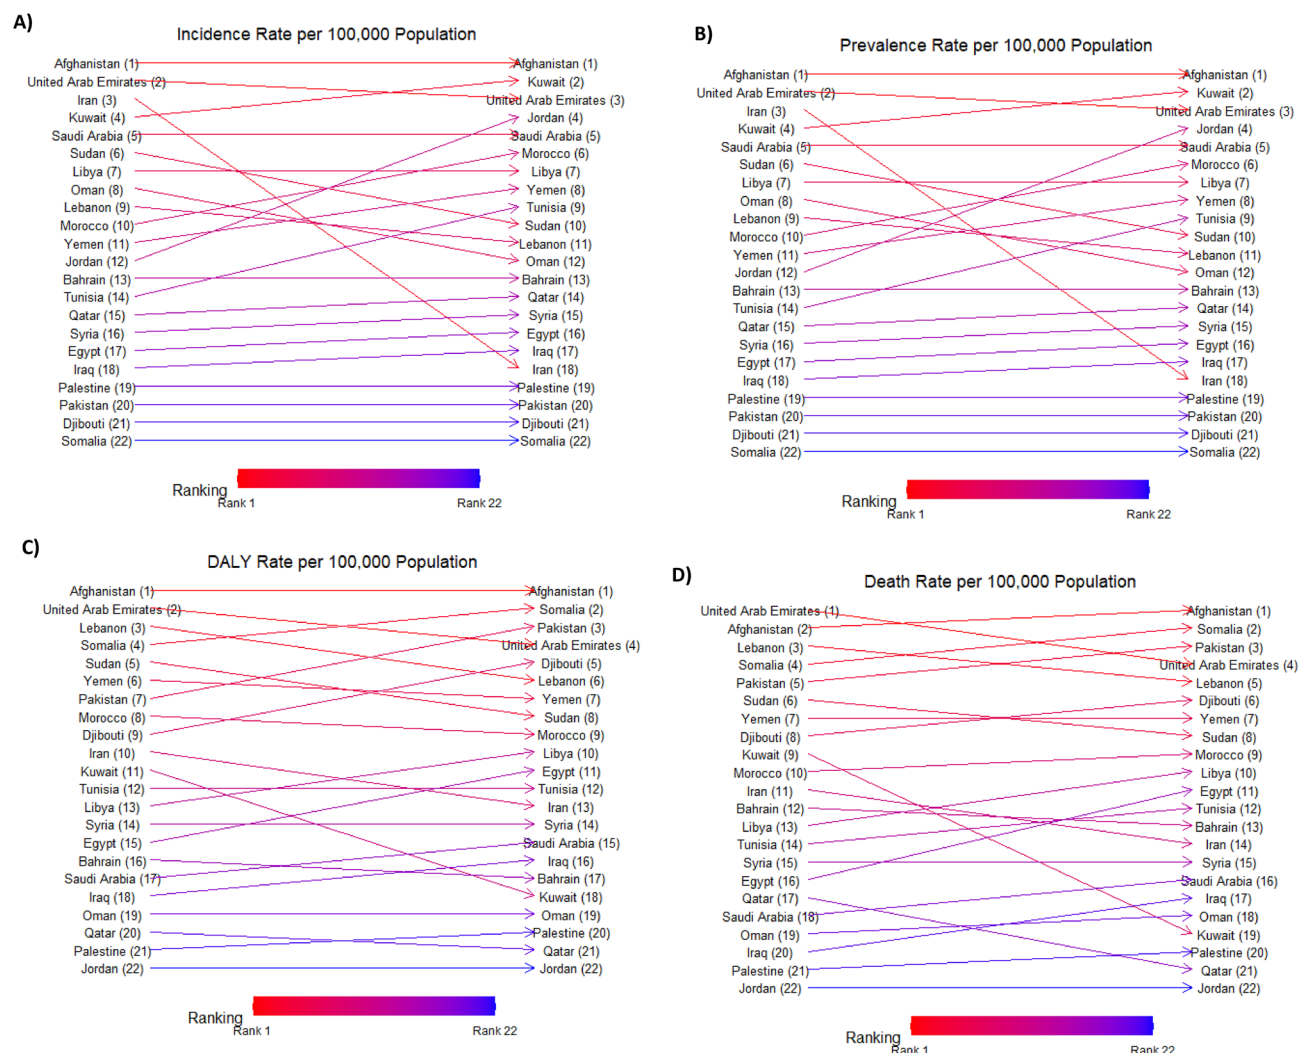 A)
Incidence Rate per 100,000 Population
Afghanistan (1)
United Arab Emirates (2)
Iran (3)
Kuwait (4)
Saudi Arabia (5)
Sudan (6)
Libya (7)
Oman (8)
Lebanon (9)
Morocco (10)
Yemen (11)
Jordan (12)
Bahrain (13)
Tunisia (14)
Qatar (15)
Syria (16)
Egypt (17)
Iraq (18)
Palestine (19)
Pakistan (20)
Djibouti (21)
Somalia (22)
Afghanistan (1)
Kuwait (2)
United Arab Emirates (3)
Jordan (4)
Saudi Arabia (5)
Morocco (6)
Libya (7)
Yemen (8)
Tunisia (9)
Sudan (10)
Lebanon (11)
Oman (12)
Bahrain (13)
Qatar (14)
Syria (15)
Egypt (16)
Iraq (17)
Iran (18)
Palestine (19)
Pakistan (20)
Djibouti (21)
Somalia (22)
Ranking
Rank 1
Rank 22
B)
Prevalence Rate per 100,000 Population
Afghanistan (1)
United Arab Emirates (2)
Iran (3)
Kuwait (4)
Saudi Arabia (5)
Sudan (6)
Libya (7)
Oman (8)
Lebanon (9)
Morocco (10)
Yemen (11)
Jordan (12)
Bahrain (13)
Tunisia (14)
Qatar (15)
Syria (16)
Egypt (17)
Iraq (18)
Palestine (19)
Pakistan (20)
Djibouti (21)
Somalia (22)
Afghanistan (1)
Kuwait (2)
United Arab Emirates (3)
Jordan (4)
Saudi Arabia (5)
Morocco (6)
Libya (7)
Yemen (8)
Tunisia (9)
Sudan (10)
Lebanon (11)
Oman (12)
Bahrain (13)
Qatar (14)
Syria (15)
Egypt (16)
Iraq (17)
Iran (18)
Palestine (19)
Pakistan (20)
Djibouti (21)
Somalia (22)
Ranking
Rank 1
Rank 22
C)
DALY Rate per 100,000 Population
Afghanistan (1)
United Arab Emirates (2)
Lebanon (3)
Somalia (4)
Sudan (5)
Yemen (6)
Pakistan (7)
Morocco (8)
Djibouti (9)
Iran (10)
Kuwait (11)
Tunisia (12)
Libya (13)
Syria (14)
Egypt (15)
Bahrain (16)
Saudi Arabia (17)
Iraq (18)
Oman (19)
Qatar (20)
Palestine (21)
Jordan (22)
Afghanistan (1)
Somalia (2)
Pakistan (3)
United Arab Emirates (4)
Djibouti (5)
Lebanon (6)
Yemen (7)
Sudan (8)
Morocco (9)
Libya (10)
Egypt (11)
Tunisia (12)
Iran (13)
Syria (14)
Saudi Arabia (15)
Iraq (16)
Bahrain (17)
Kuwait (18)
Oman (19)
Palestine (20)
Qatar (21)
Jordan (22)
Ranking
Rank 1
Rank 22
D)
Death Rate per 100,000 Population
United Arab Emirates (1)
Afghanistan (2)
Lebanon (3)
Somalia (4)
Pakistan (5)
Sudan (6)
Yemen (7)
Djibouti (8)
Kuwait (9)
Morocco (10)
Iran (11)
Bahrain (12)
Libya (13)
Tunisia (14)
Syria (15)
Egypt (16)
Qatar (17)
Saudi Arabia (18)
Oman (19)
Iraq (20)
Palestine (21)
Jordan (22)
Afghanistan (1)
Somalia (2)
Pakistan (3)
United Arab Emirates (4)
Lebanon (5)
Djibouti (6)
Yemen (7)
Sudan (8)
Morocco (9)
Libya (10)
Egypt (11)
Tunisia (12)
Bahrain (13)
Iran (14)
Syria (15)
Saudi Arabia (16)
Iraq (17)
Oman (18)
Kuwait (19)
Palestine (20)
Qatar (21)
Jordan (22)
Ranking
Rank 1
Rank 22